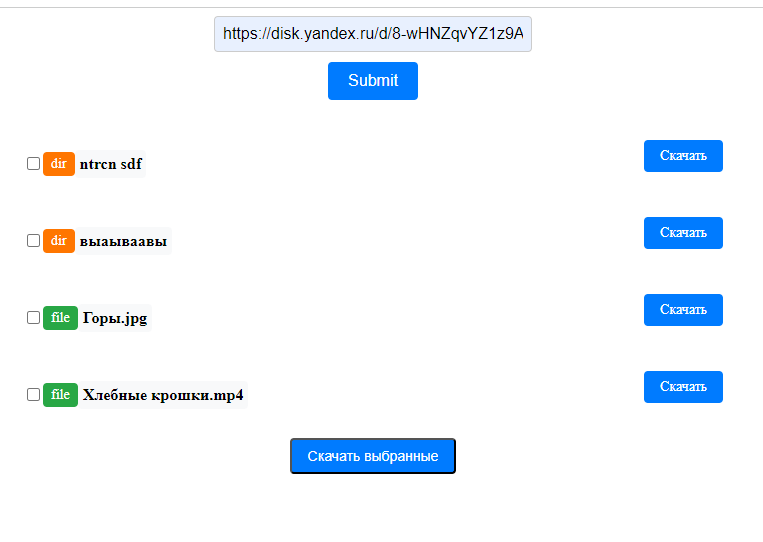 https://disk.yandex.ru/d/8-wHNZqvYZ1z9A
Submit
dir ntrcn sdf Скачать
dir выаываавы Скачать
file Горы.jpg Скачать
file Хлебные крошки.mp4 Скачать
Скачать выбранные